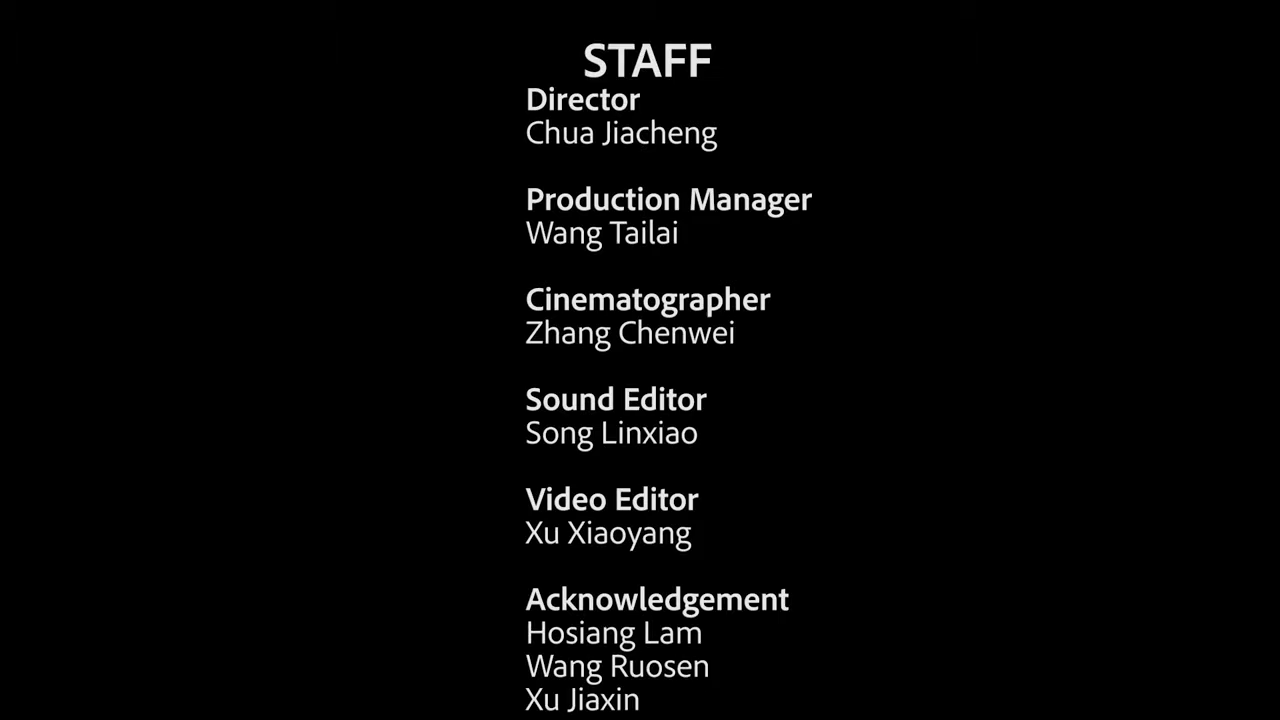 STAFF
Director
Chua Jiacheng
Production Manager
Wang Tailai
Cinematographer
Zhang Chenwei
Sound Editor
Song Linxiao
Video Editor
Xu Xiaoyang
Acknowledgement
Hosiang Lam
Wang Ruosen
Xu Jiaxin